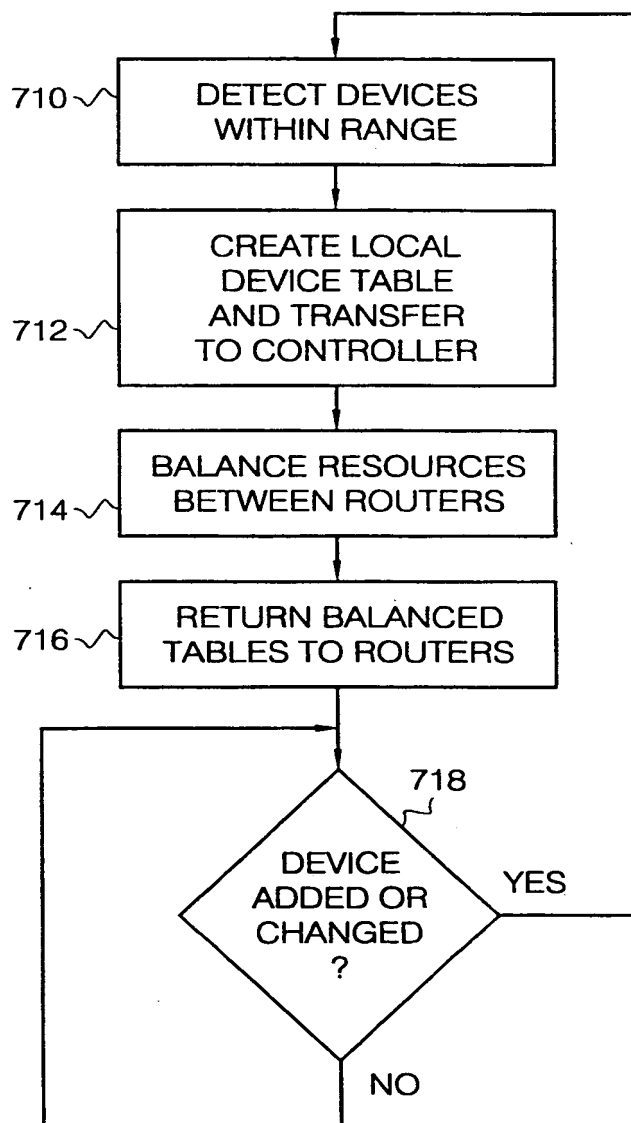 710
DETECT DEVICES
WITHIN RANGE
712
CREATE LOCAL
DEVICE TABLE
AND TRANSFER
TO CONTROLLER
714
BALANCE RESOURCES
BETWEEN ROUTERS
716
RETURN BALANCED
TABLES TO ROUTERS
718
DEVICE
ADDED OR
CHANGED
?
YES
NO